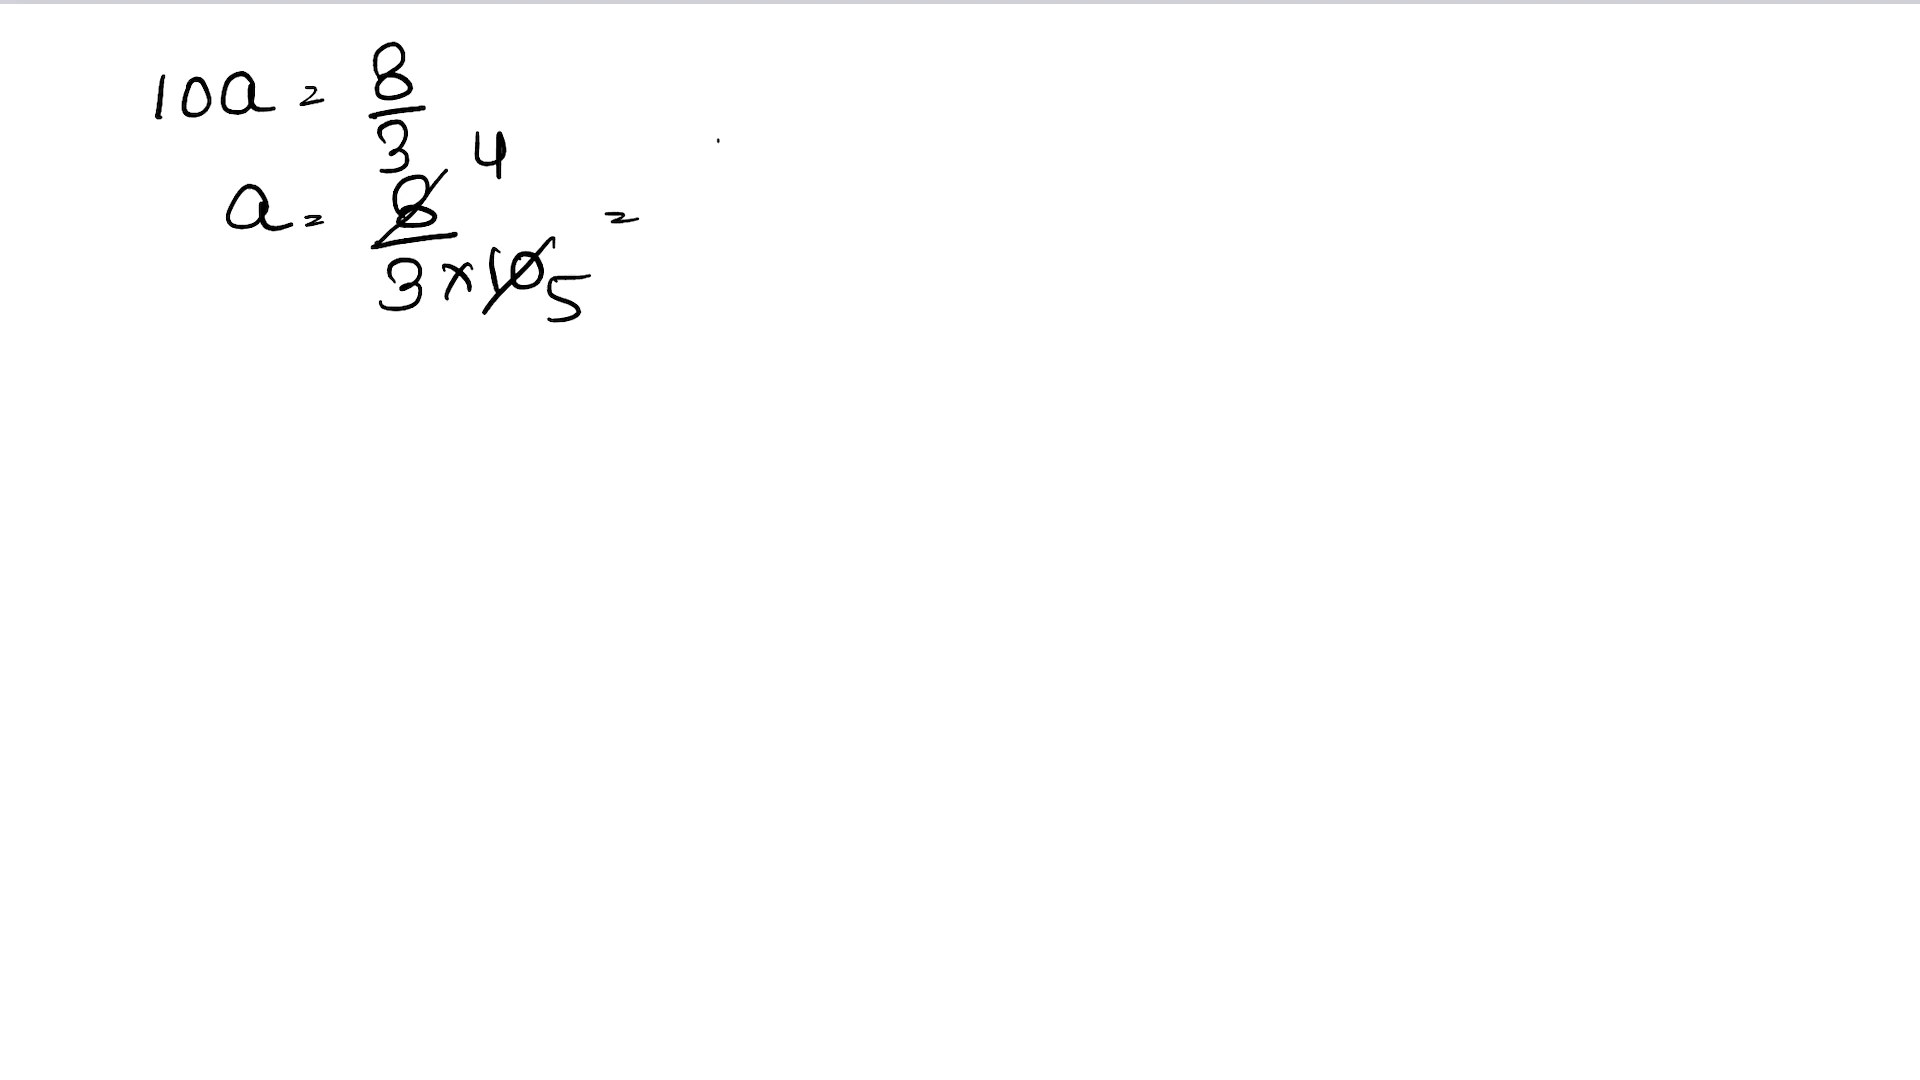 10a = 8/3
a = 8/(3×10) = 
4
5